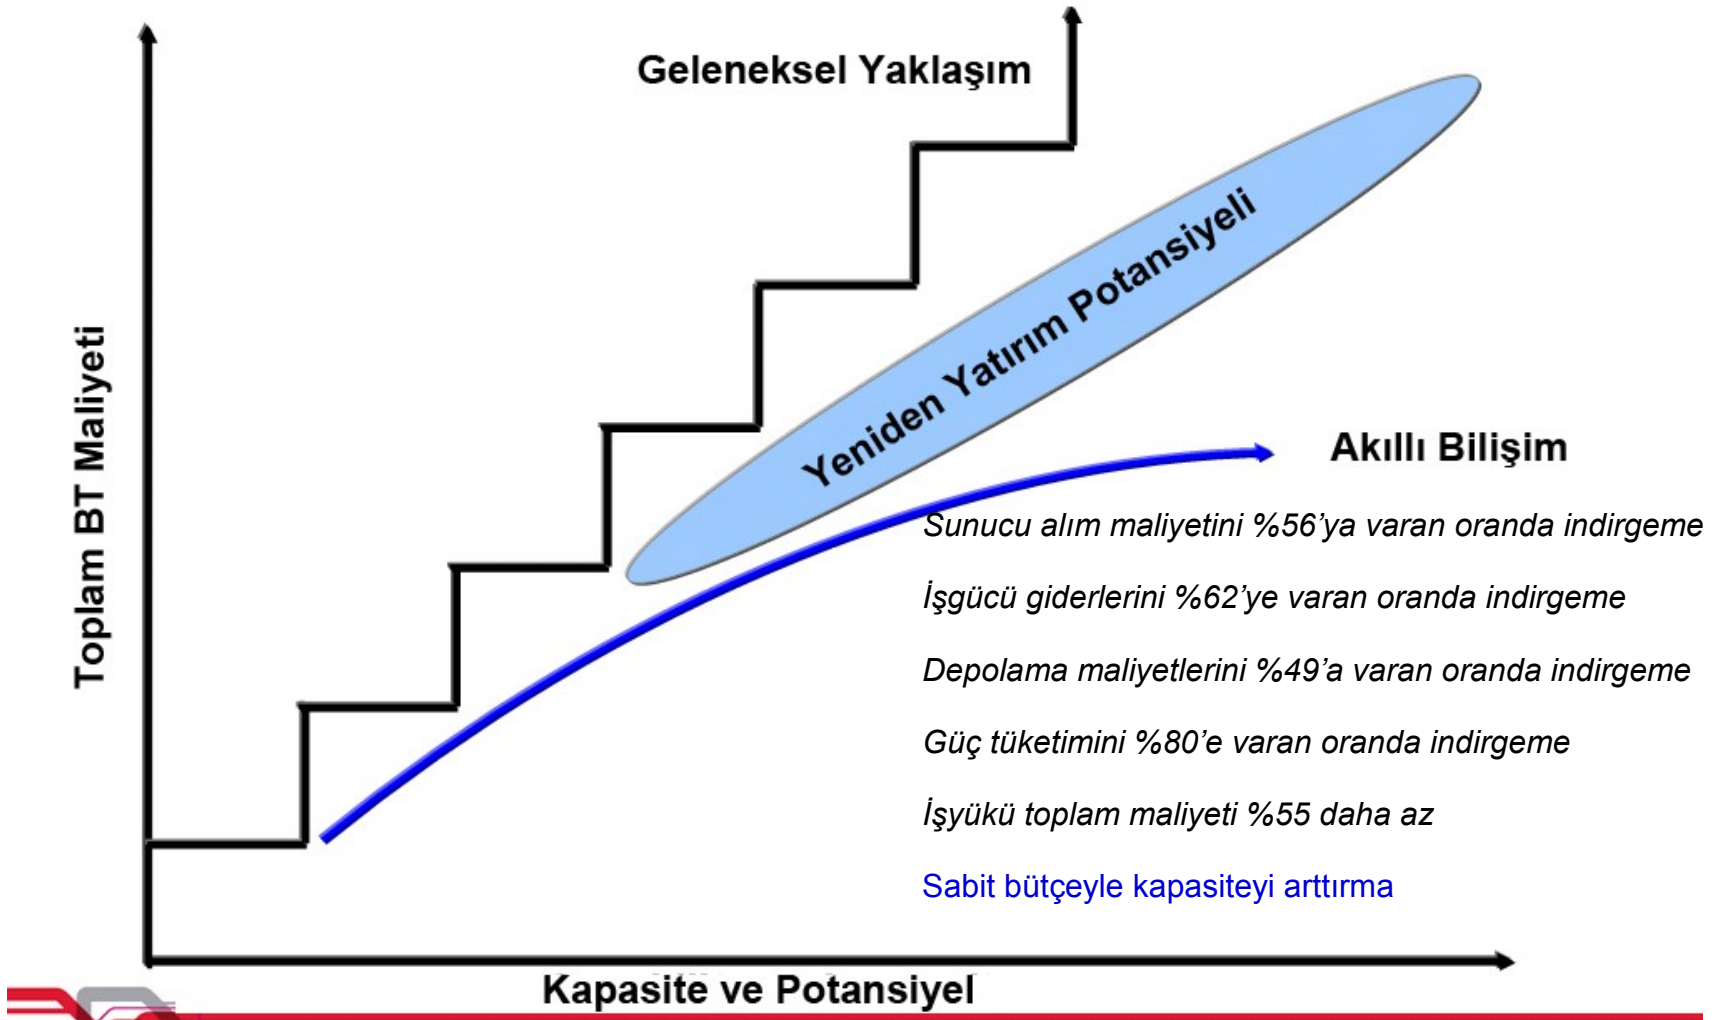 Geleneksel Yaklaşım
Toplam BT Maliyeti
Yeniden Yatırım Potansiyeli
Akıllı Bilişim
Sunucu alım maliyetini %56’ya varan oranda indirgeme
İşgücü giderlerini %62’ye varan oranda indirgeme
Depolama maliyetlerini %49’a varan oranda indirgeme
Güç tüketimini %80’e varan oranda indirgeme
İşyükü toplam maliyeti %55 daha az
Sabit bütçeyle kapasiteyi arttırma
Kapasite ve Potansiyel